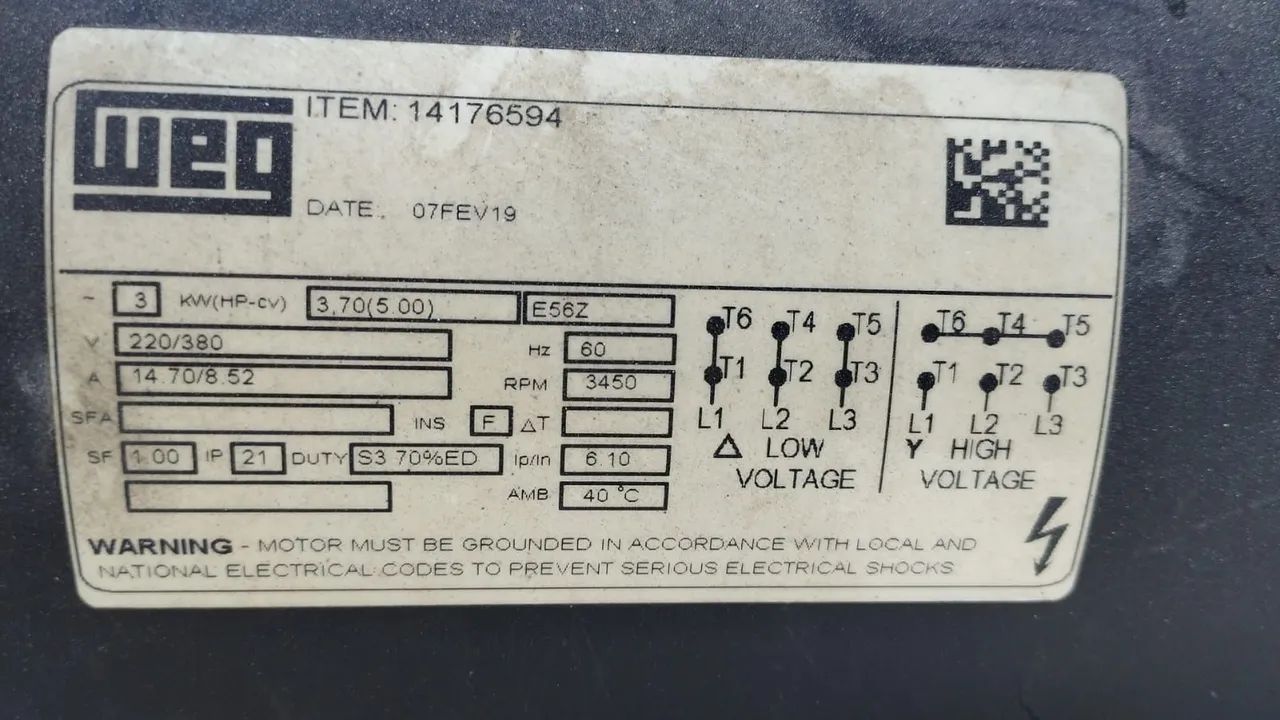 weg
ITEM: 14176594
DATE: 07FEV19
~ 3 KW(HP-cv) 3,70(5.00) E56Z
V 220/380 Hz 60
A 14.70/8.52 RPM 3450
SFA INS F ΔT
SF 1.00 IP 21 DUTY S3 70%ED Ip/In 6.10
AMB 40 °C
T6 T4 T5
T1 T2 T3
L1 L2 L3
Δ LOW
VOLTAGE
T6 T4 T5
T1 T2 T3
L1 L2 L3
Y HIGH
VOLTAGE
WARNING - MOTOR MUST BE GROUNDED IN ACCORDANCE WITH LOCAL AND
NATIONAL ELECTRICAL CODES TO PREVENT SERIOUS ELECTRICAL SHOCKS